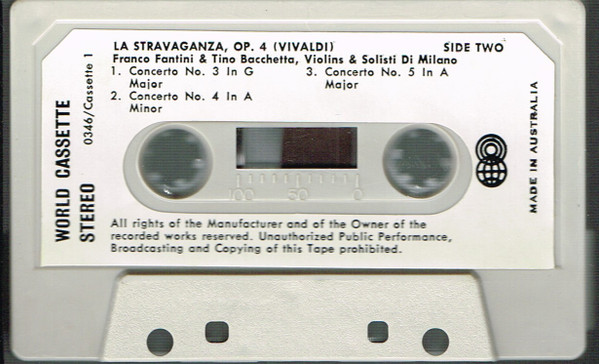 LA STRAVAGANZA, OP. 4 (VIVALDI) SIDE TWO
Franco Fantini & Tino Bacchetta, Violins & Solisti Di Milano
1. Concerto No. 3 In G
Major
2. Concerto No. 4 In A
Minor
3. Concerto No. 5 In A
Major
WORLD CASSETTE
STEREO
0346/Cassette 1
100 50 0
MADE IN AUSTRALIA
All rights of the Manufacturer and of the Owner of the
recorded works reserved. Unauthorized Public Performance,
Broadcasting and Copying of this Tape prohibited.